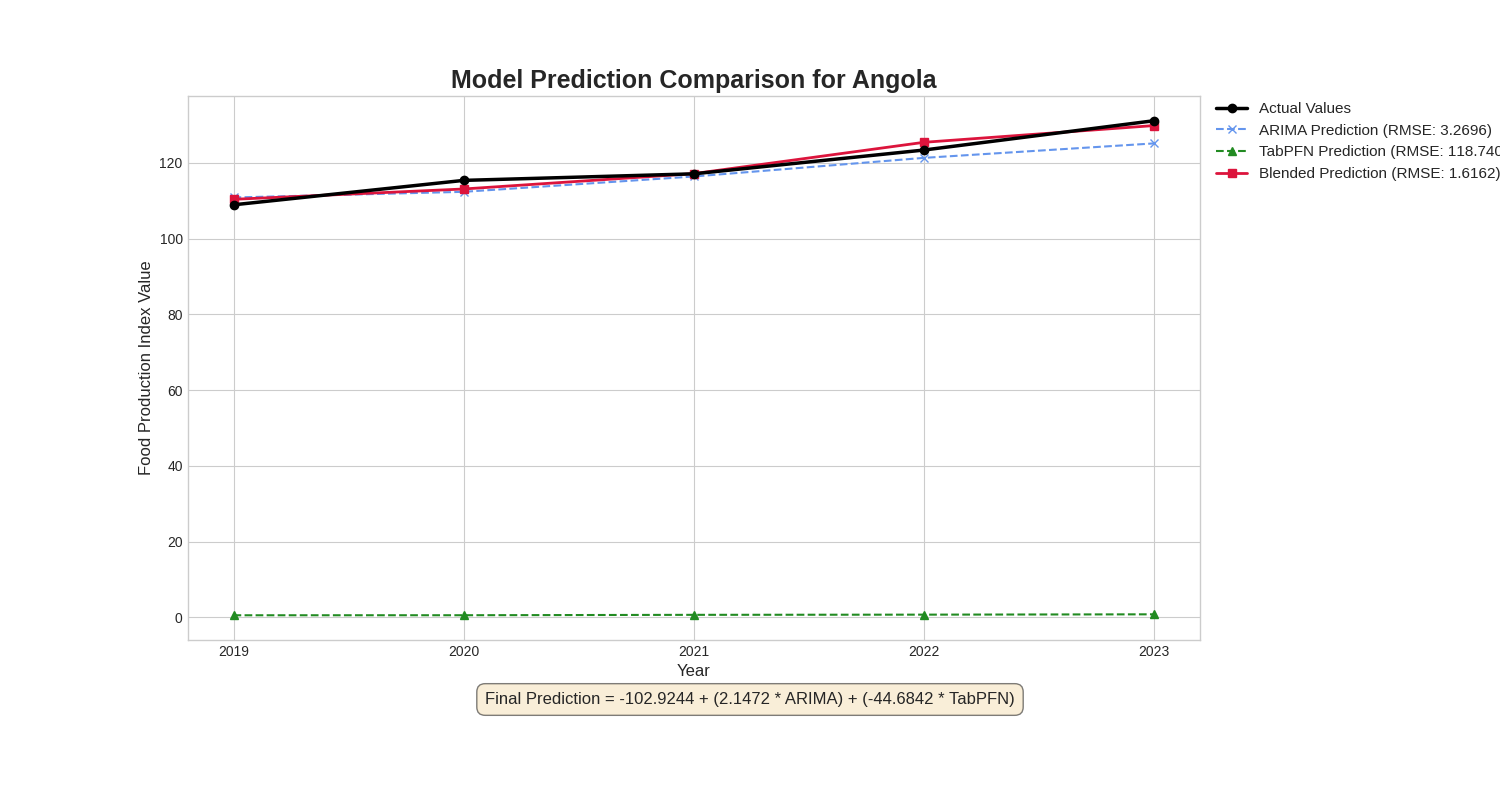 Model Prediction Comparison for Angola
Actual Values
ARIMA Prediction (RMSE: 3.2696)
TabPFN Prediction (RMSE: 118.740
Blended Prediction (RMSE: 1.6162)
Food Production Index Value
120
100
80
60
40
20
0
2019 2020 2021 2022 2023
Year
Final Prediction = -102.9244 + (2.1472 * ARIMA) + (-44.6842 * TabPFN)